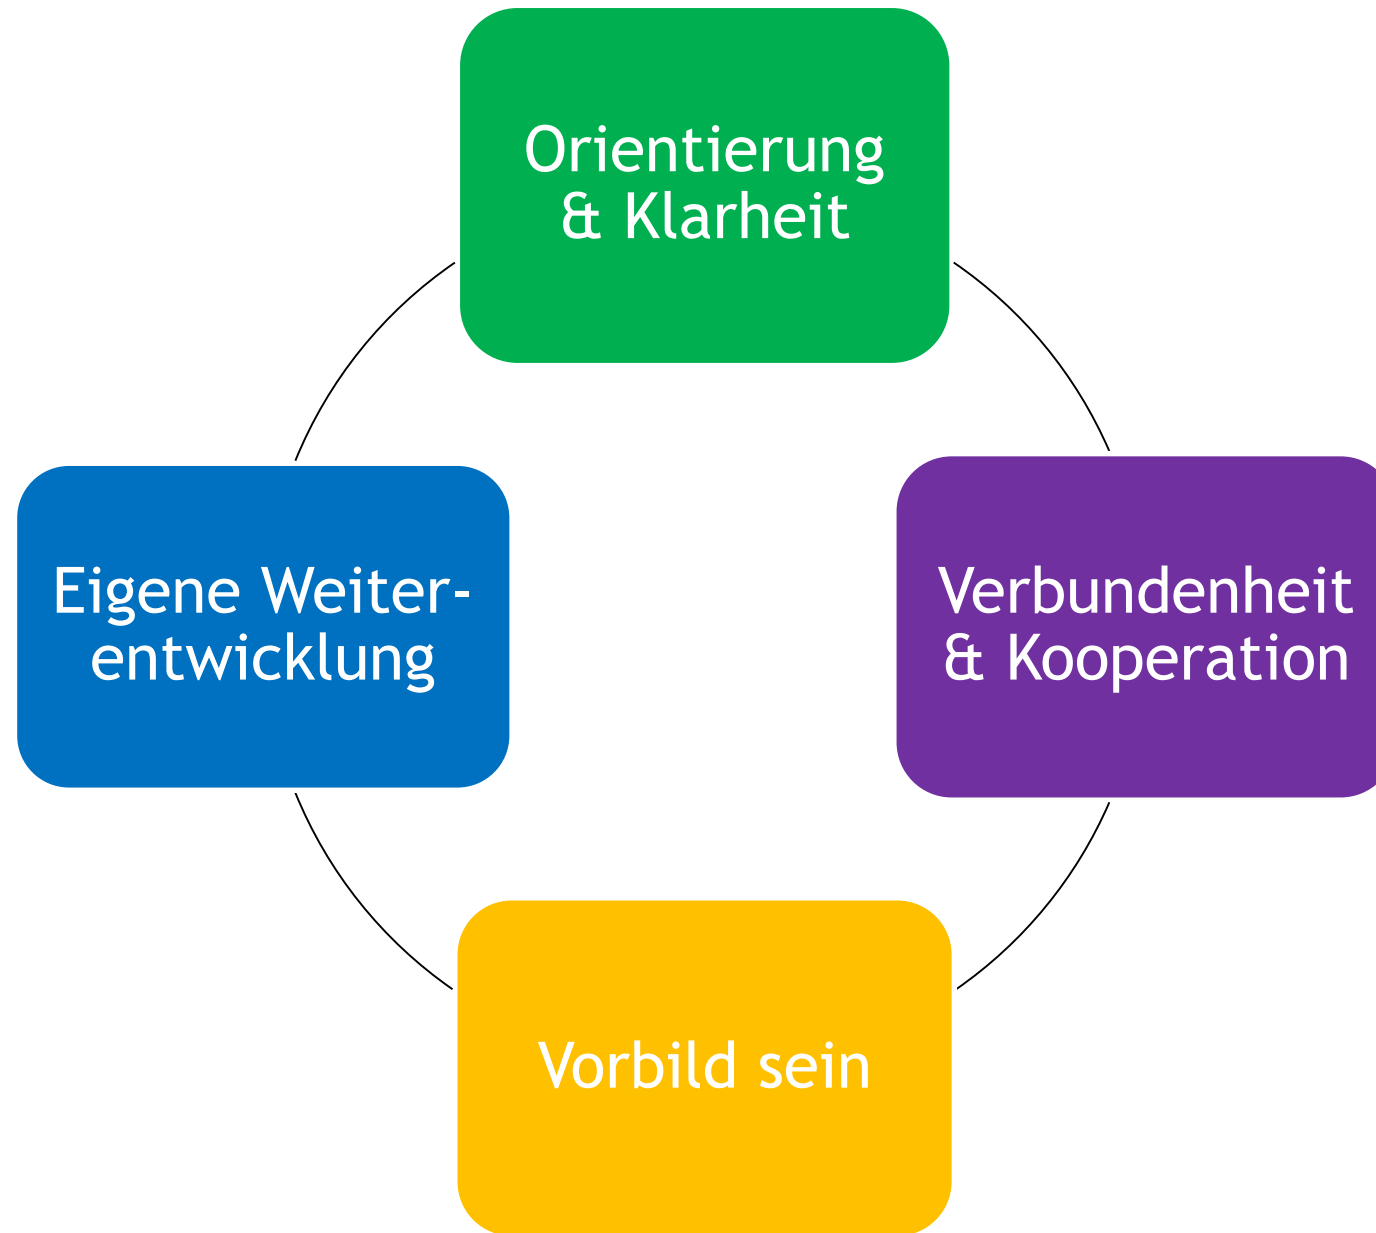 Orientierung
& Klarheit
Eigene Weiter-
entwicklung
Verbundenheit
& Kooperation
Vorbild sein